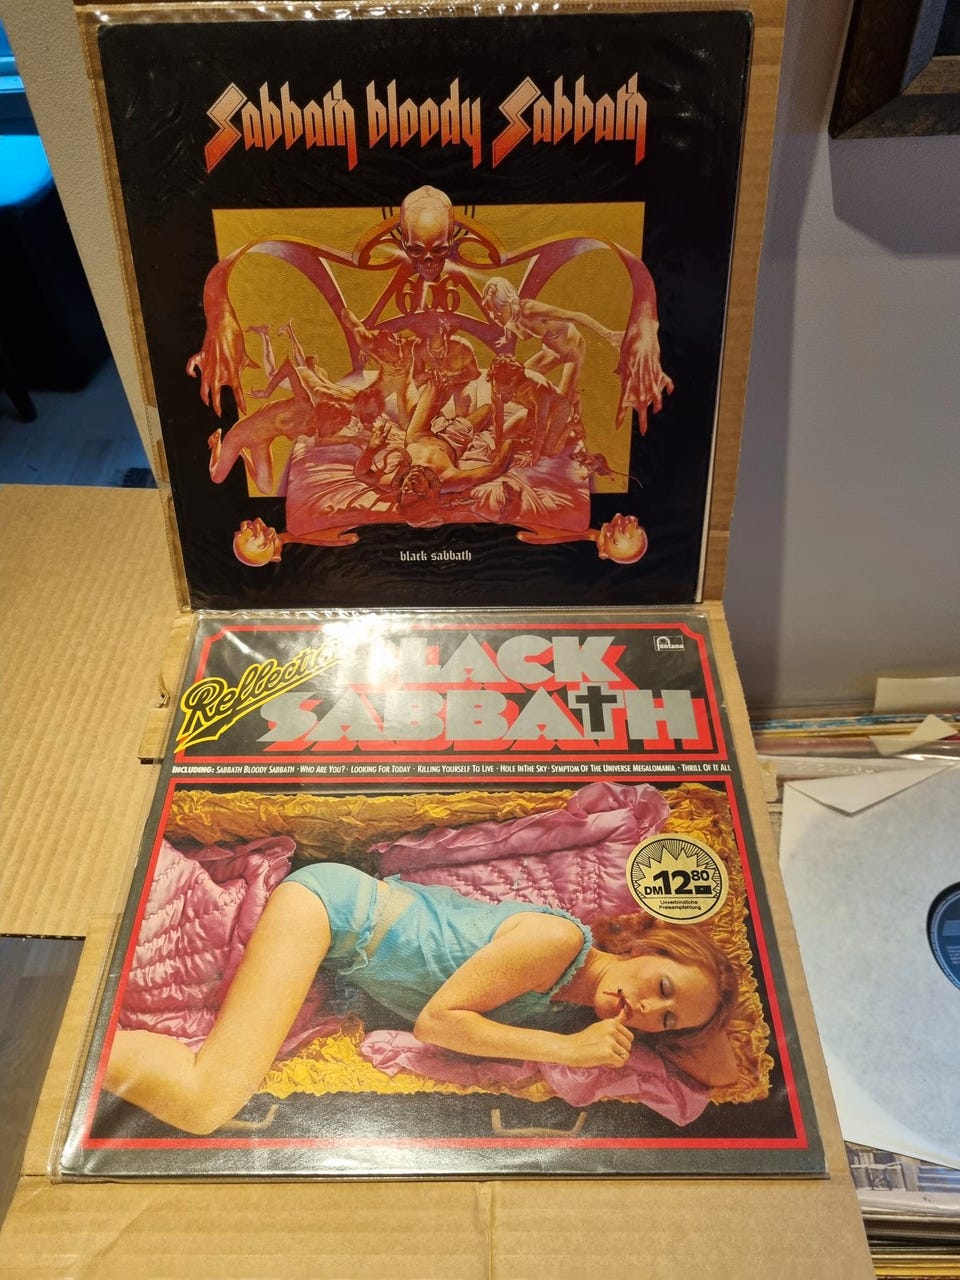 Sabbath bloody Sabbath
666
black sabbath
Reflection
BLACK
SABBATH
fontana
INCLUDING: SABBATH BLOODY SABBATH · WHO ARE YOU? · LOOKING FOR TODAY · KILLING YOURSELF TO LIVE · HOLE IN THE SKY · SYMPTOM OF THE UNIVERSE MEGALOMANIA · THRILL OF IT ALL
DM 12 80
Unverbindliche
Preisempfehlung